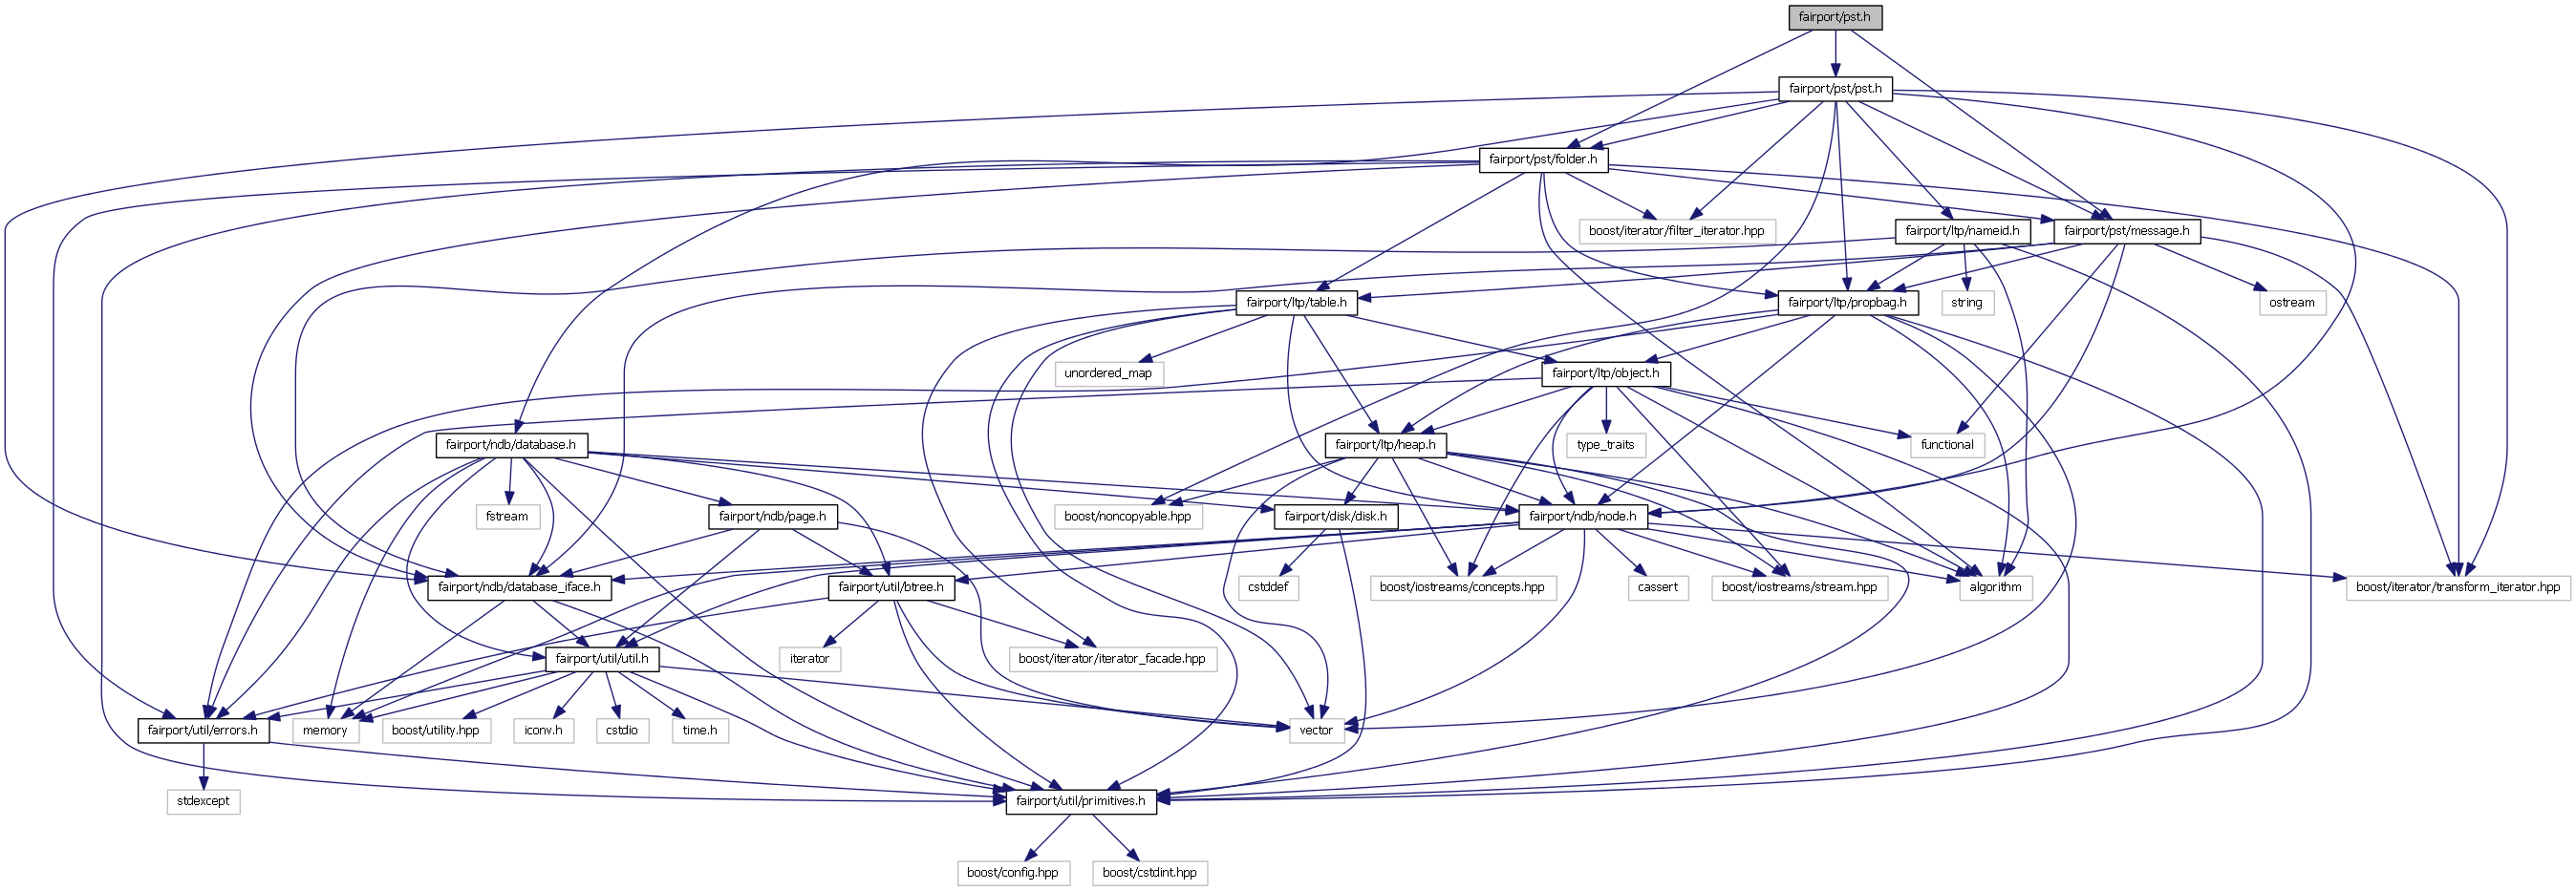 fairport/pst.h
fairport/pst/pst.h
fairport/pst/folder.h
boost/iterator/filter_iterator.hpp
fairport/ltp/nameid.h
fairport/pst/message.h
fairport/ltp/table.h
fairport/ltp/propbag.h
string
ostream
unordered_map
fairport/ltp/object.h
fairport/ndb/database.h
fairport/ltp/heap.h
type_traits
functional
fstream
fairport/ndb/page.h
boost/noncopyable.hpp
fairport/disk/disk.h
fairport/ndb/node.h
fairport/ndb/database_iface.h
fairport/util/btree.h
cstddef
boost/iostreams/concepts.hpp
cassert
boost/iostreams/stream.hpp
algorithm
boost/iterator/transform_iterator.hpp
fairport/util/util.h
iterator
boost/iterator/iterator_facade.hpp
fairport/util/errors.h
memory
boost/utility.hpp
iconv.h
cstdio
time.h
vector
stdexcept
fairport/util/primitives.h
boost/config.hpp
boost/cstdint.hpp